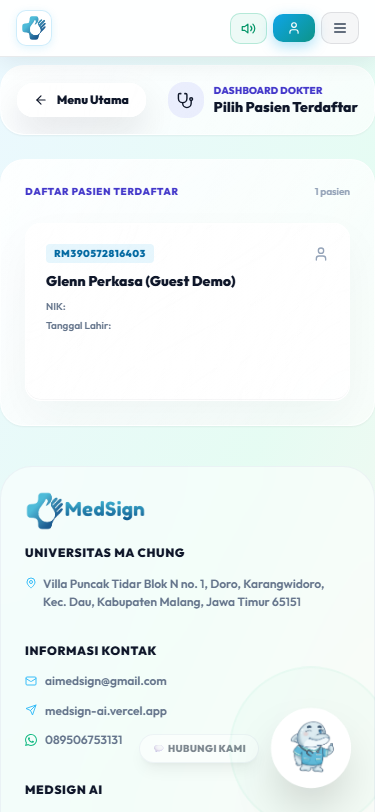 Menu Utama
DASHBOARD DOKTER
Pilih Pasien Terdaftar
DAFTAR PASIEN TERDAFTAR
1 pasien
RM390572816403
Glenn Perkasa (Guest Demo)
NIK:
Tanggal Lahir:
MedSign
UNIVERSITAS MA CHUNG
Villa Puncak Tidar Blok N no. 1, Doro, Karangwidoro,
Kec. Dau, Kabupaten Malang, Jawa Timur 65151
INFORMASI KONTAK
aimedsign@gmail.com
medsign-ai.vercel.app
089506753131
HUBUNGI KAMI
MEDSIGN AI